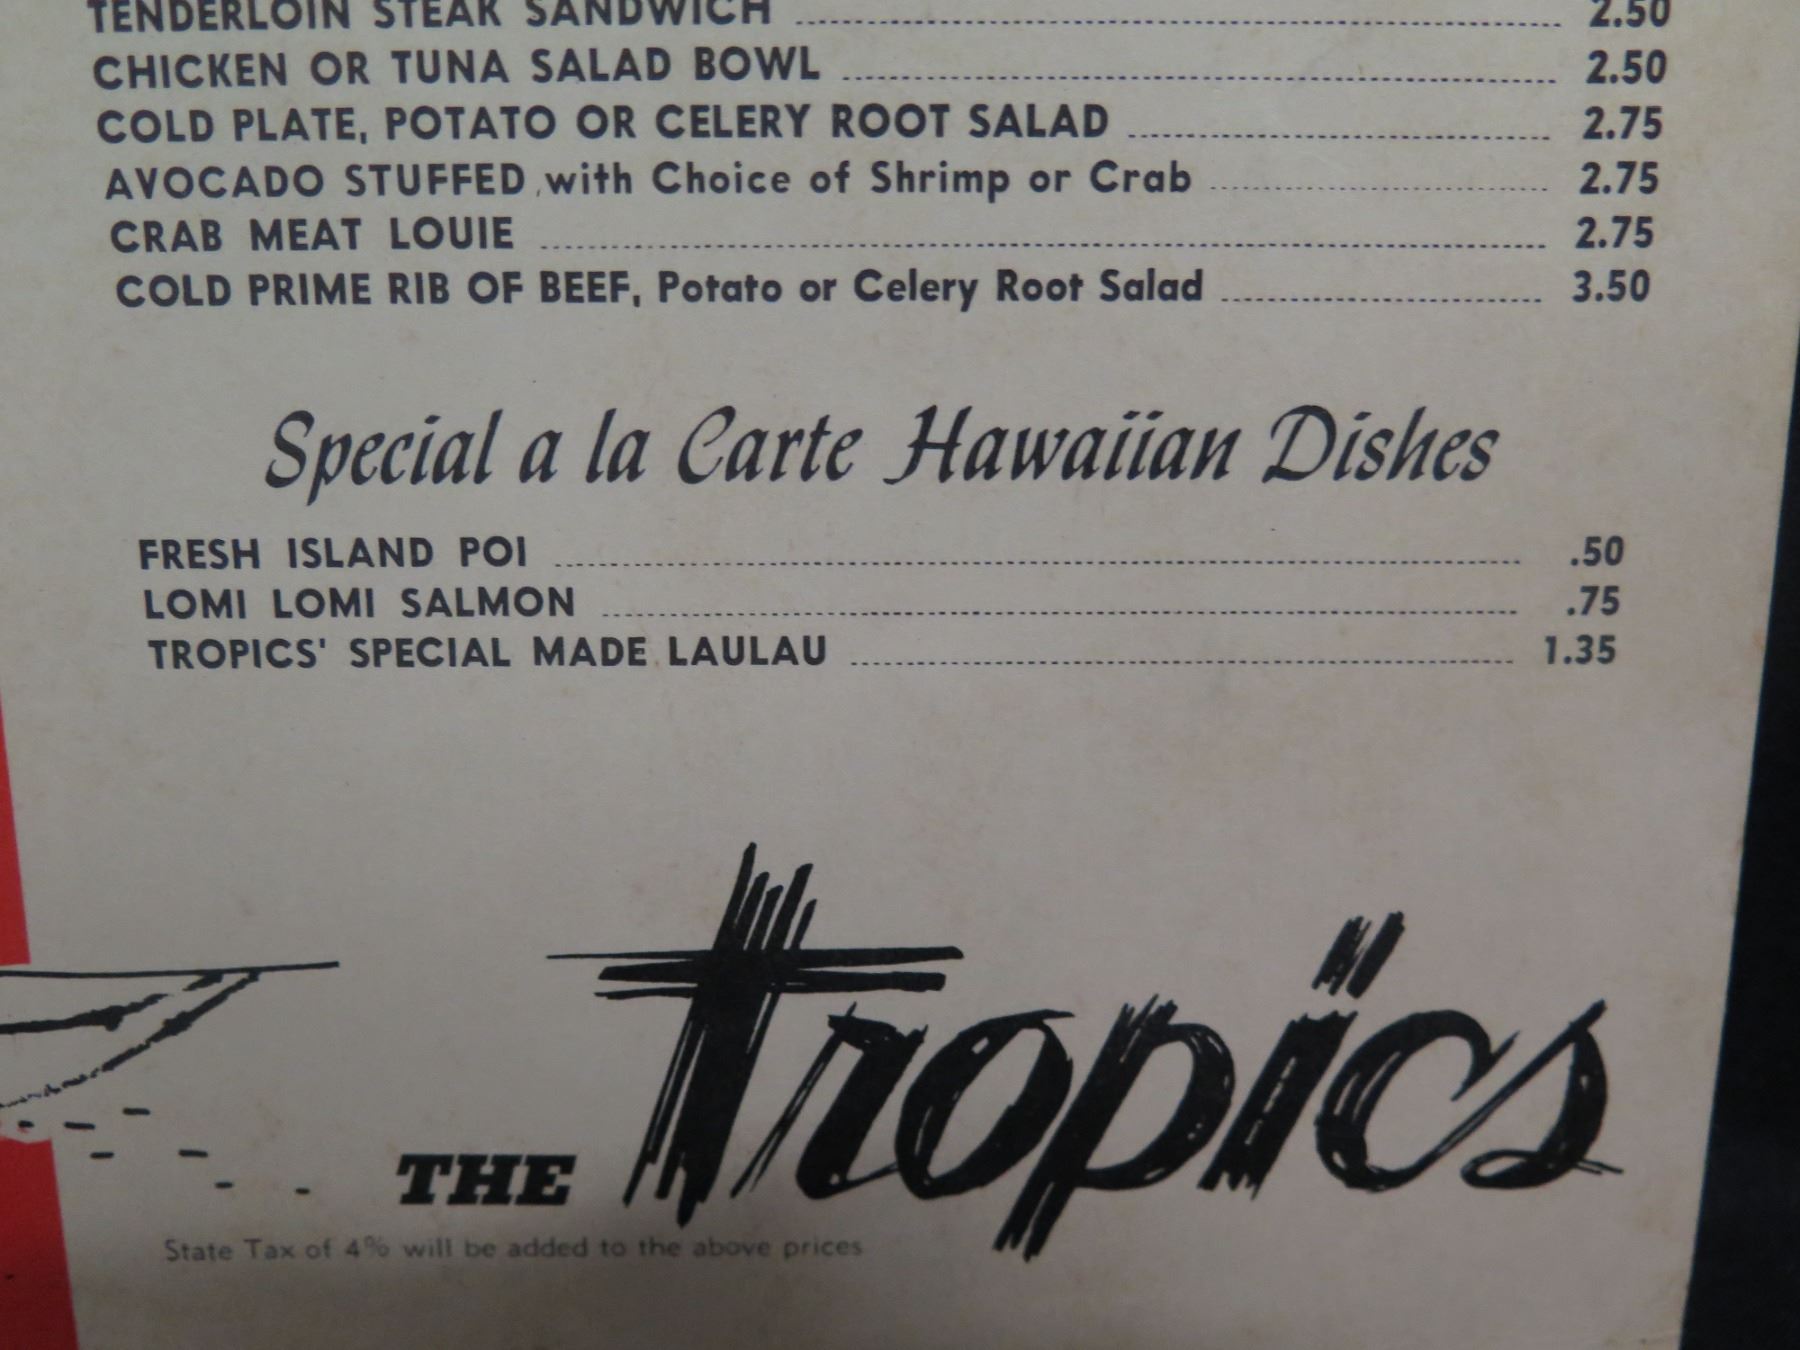 TENDERLOIN STEAK SANDWICH 2.50
CHICKEN OR TUNA SALAD BOWL 2.50
COLD PLATE, POTATO OR CELERY ROOT SALAD 2.75
AVOCADO STUFFED with Choice of Shrimp or Crab 2.75
CRAB MEAT LOUIE 2.75
COLD PRIME RIB OF BEEF, Potato or Celery Root Salad 3.50
Special a la Carte Hawaiian Dishes
FRESH ISLAND POI .50
LOMI LOMI SALMON .75
TROPICS' SPECIAL MADE LAULAU 1.35
THE Tropics
State Tax of 4% will be added to the above prices